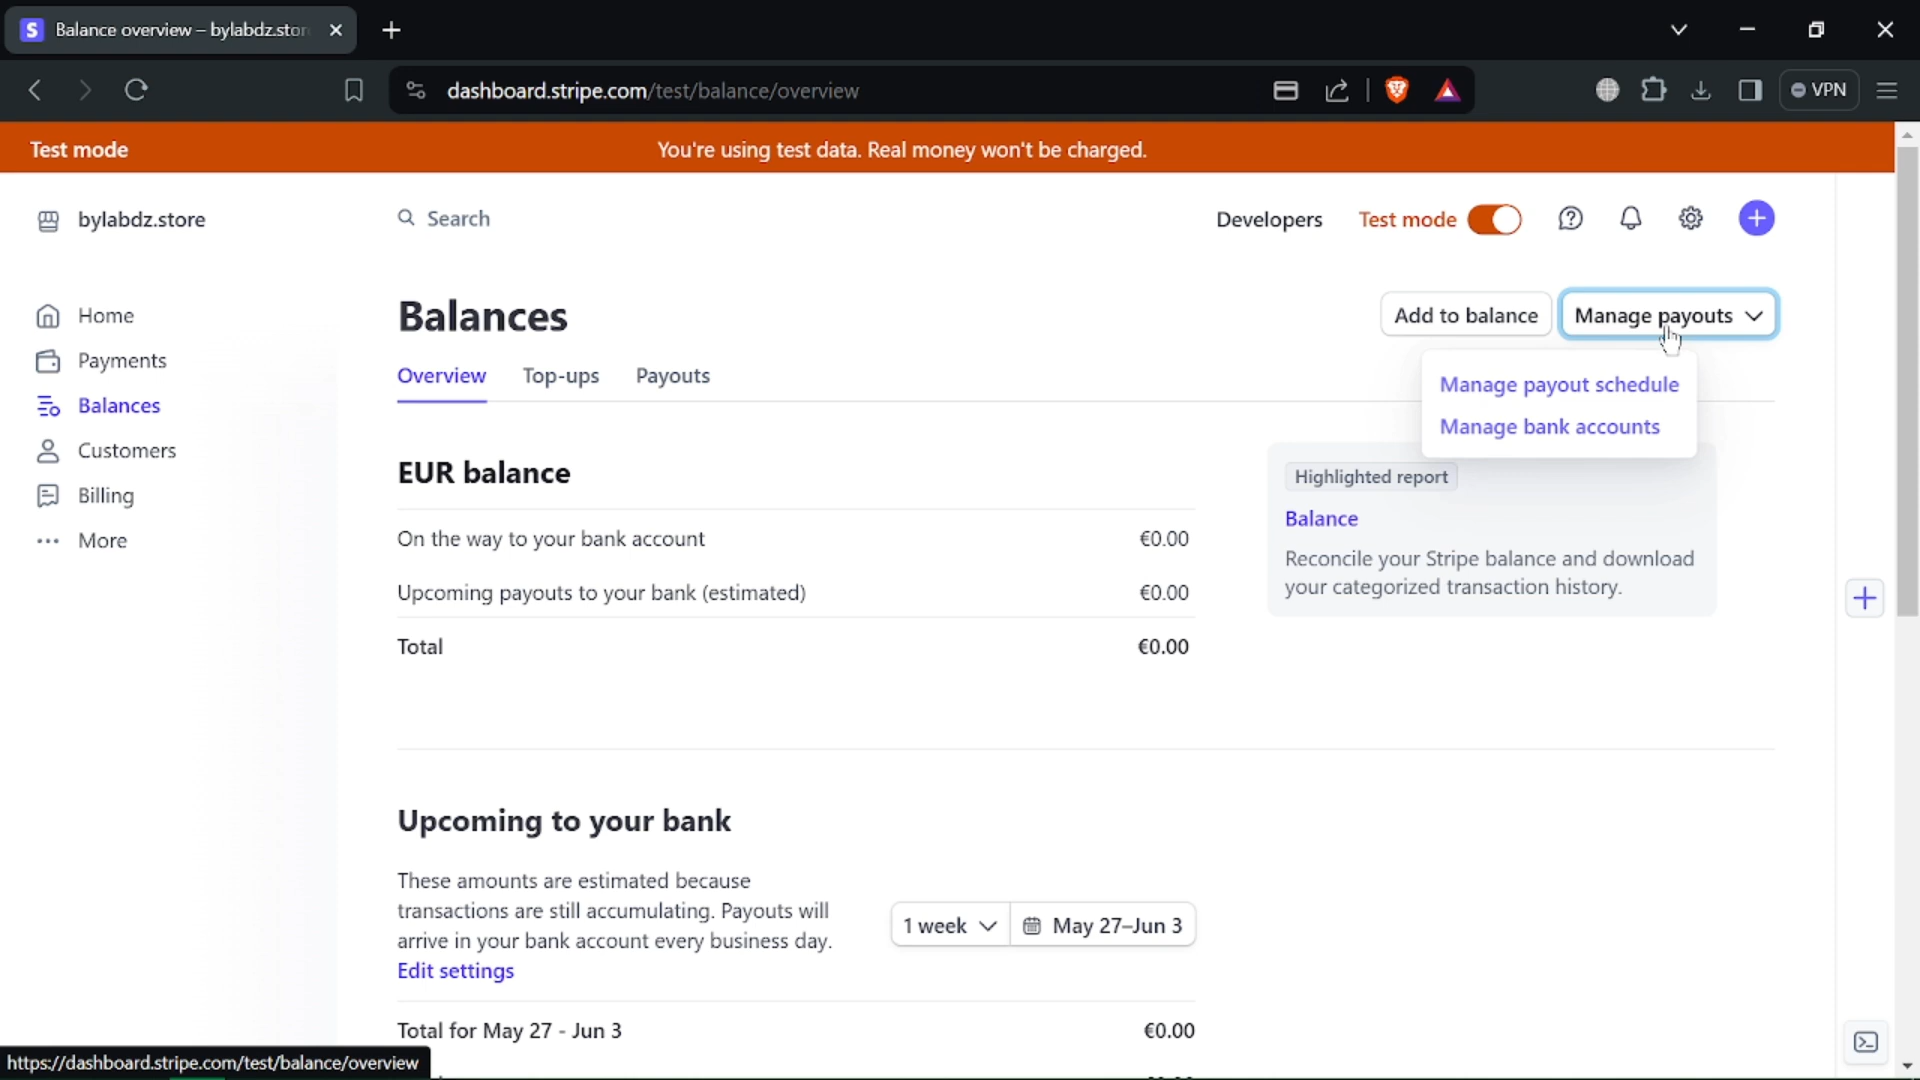 Balance overview – bylabdz.stor
dashboard.stripe.com/test/balance/overview
VPN
Test mode
You're using test data. Real money won't be charged.
bylabdz.store
Search
Developers
Test mode
Home
Payments
Balances
Customers
Billing
More
Balances
Add to balance
Manage payouts
Manage payout schedule
Manage bank accounts
Overview
Top-ups
Payouts
EUR balance
On the way to your bank account €0.00
Upcoming payouts to your bank (estimated) €0.00
Total €0.00
Highlighted report
Balance
Reconcile your Stripe balance and download
your categorized transaction history.
Upcoming to your bank
These amounts are estimated because
transactions are still accumulating. Payouts will
arrive in your bank account every business day.
Edit settings
1 week
May 27–Jun 3
Total for May 27 - Jun 3 €0.00
https://dashboard.stripe.com/test/balance/overview